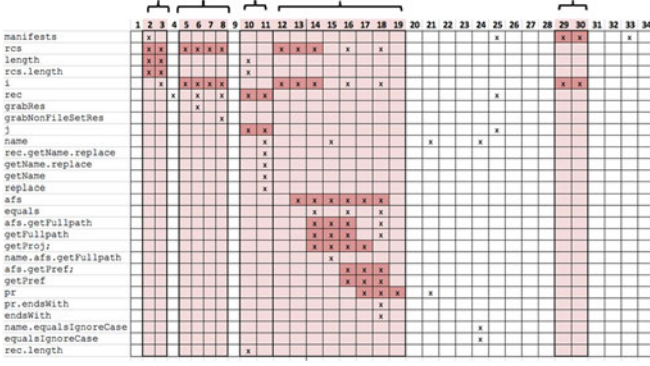 1 2 3 4 5 6 7 8 9 10 11 12 13 14 15 16 17 18 19 20 21 22 23 24 25 26 27 28 29 30 31 32 33 34
manifests x x x x x
rcs x x x x x x x x x x x
length x x x
rcs.length x x x
i x x x x x x x x x x x x
rec x x x x x x
grabRes x
grabNonFileSetRes x
j x x x
name x x x x
rec.getName.replace x
getName.replace x
getName x
replace x
afs x x x x x x
equals x x x
afs.getFullpath x x x x
getFullpath x x x x
getProj; x x x x
name.afs.getFullpath x
afs.getPref; x x x
getPref x x x
pr x x x x
pr.endsWith x
endsWith x
name.equalsIgnoreCase x
equalsIgnoreCase x
rec.length x